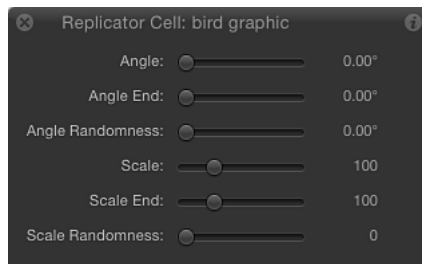 Replicator Cell: bird graphic
Angle: 0.00°
Angle End: 0.00°
Angle Randomness: 0.00°
Scale: 100
Scale End: 100
Scale Randomness: 0